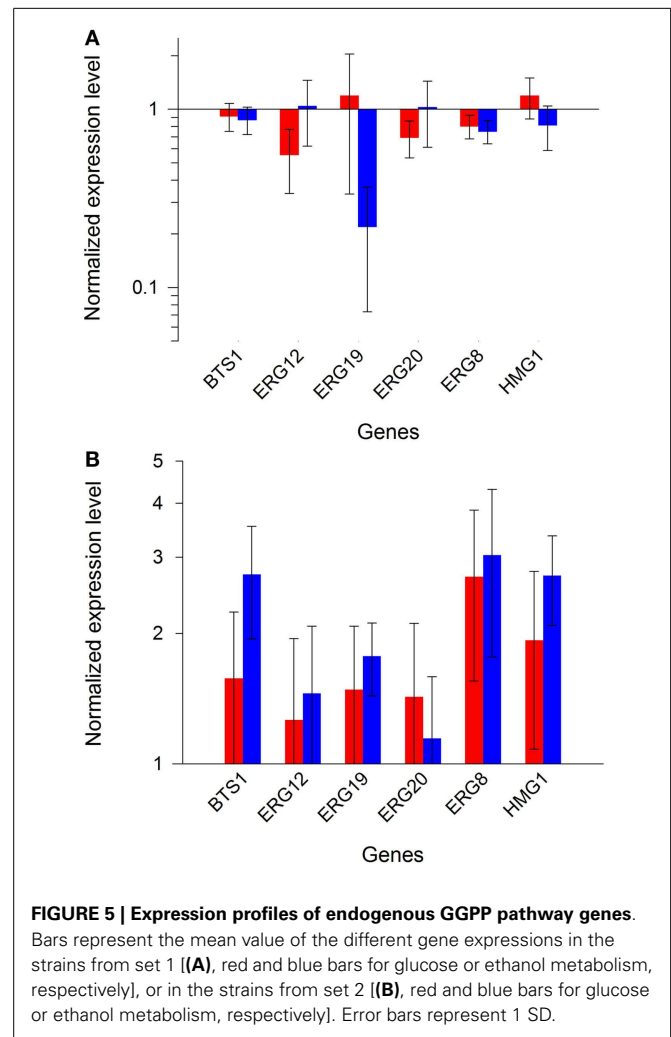 A
Normalized expression level
1
0.1
BTS1
ERG12
ERG19
ERG20
ERG8
HMG1
Genes
B
Normalized expression level
5
4
3
2
1
BTS1
ERG12
ERG19
ERG20
ERG8
HMG1
Genes
FIGURE 5 | Expression profiles of endogenous GGPP pathway genes.
Bars represent the mean value of the different gene expressions in the
strains from set 1 [(A), red and blue bars for glucose or ethanol metabolism,
respectively], or in the strains from set 2 [(B), red and blue bars for glucose
or ethanol metabolism, respectively]. Error bars represent 1 SD.